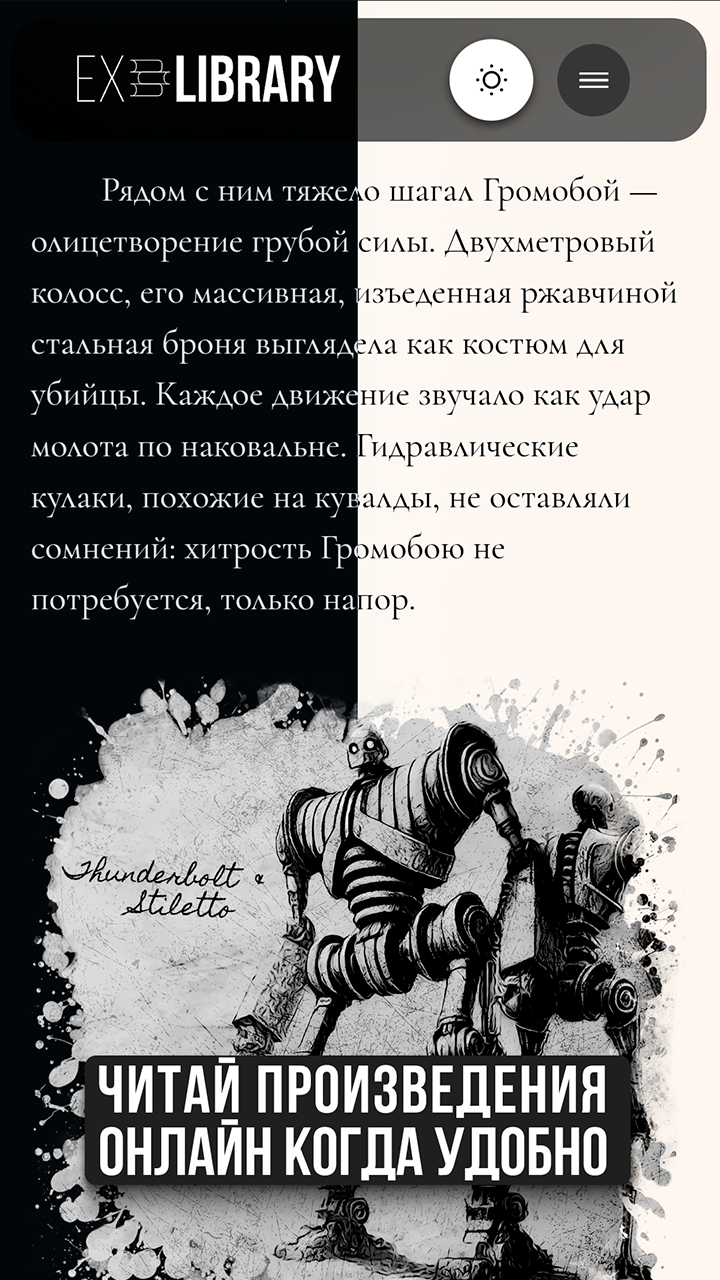 EX LIBRARY
Рядом с ним тяжело шагал Громобой —
олицетворение грубой силы. Двухметровый
колосс, его массивная, изъеденная ржавчиной
стальная броня выглядела как костюм для
убийцы. Каждое движение звучало как удар
молота по наковальне. Гидравлические
кулаки, похожие на кувалды, не оставляли
сомнений: хитрость Громобою не
потребуется, только напор.
Thunderbolt &
Stiletto
ЧИТАЙ ПРОИЗВЕДЕНИЯ
ОНЛАЙН КОГДА УДОБНО